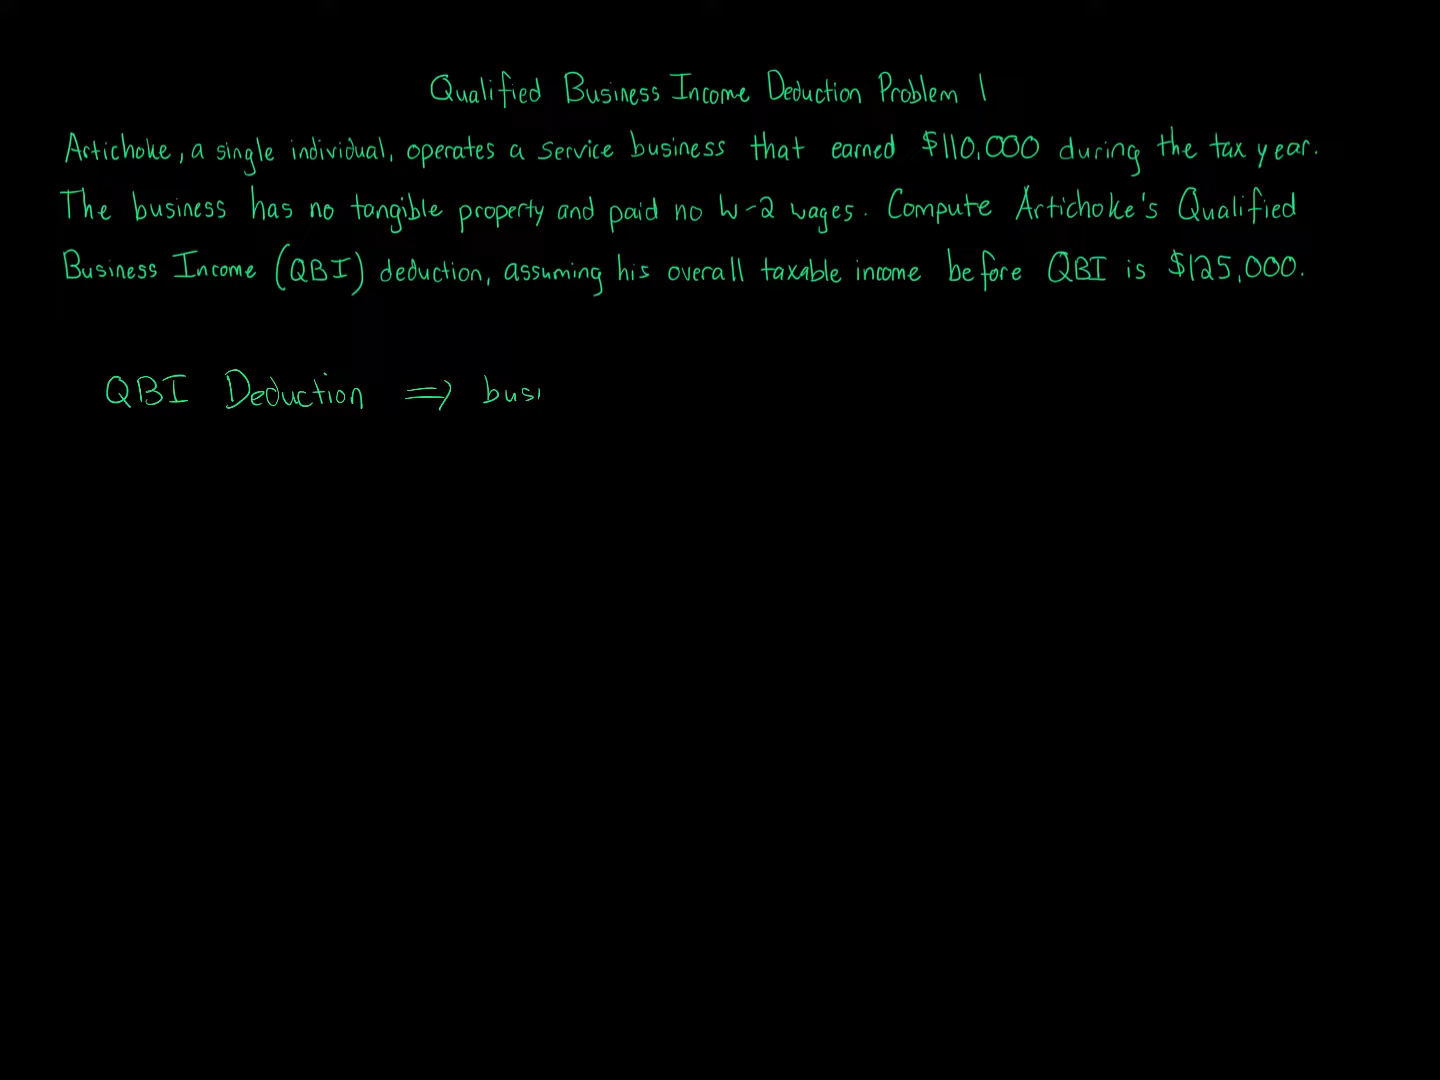 Qualified Business Income Deduction Problem 1
Artichoke, a single individual, operates a service business that earned $110,000 during the tax year.
The business has no tangible property and paid no W-2 wages. Compute Artichoke's Qualified
Business Income (QBI) deduction, assuming his overall taxable income before QBI is $125,000.
QBI Deduction ⇒ busi